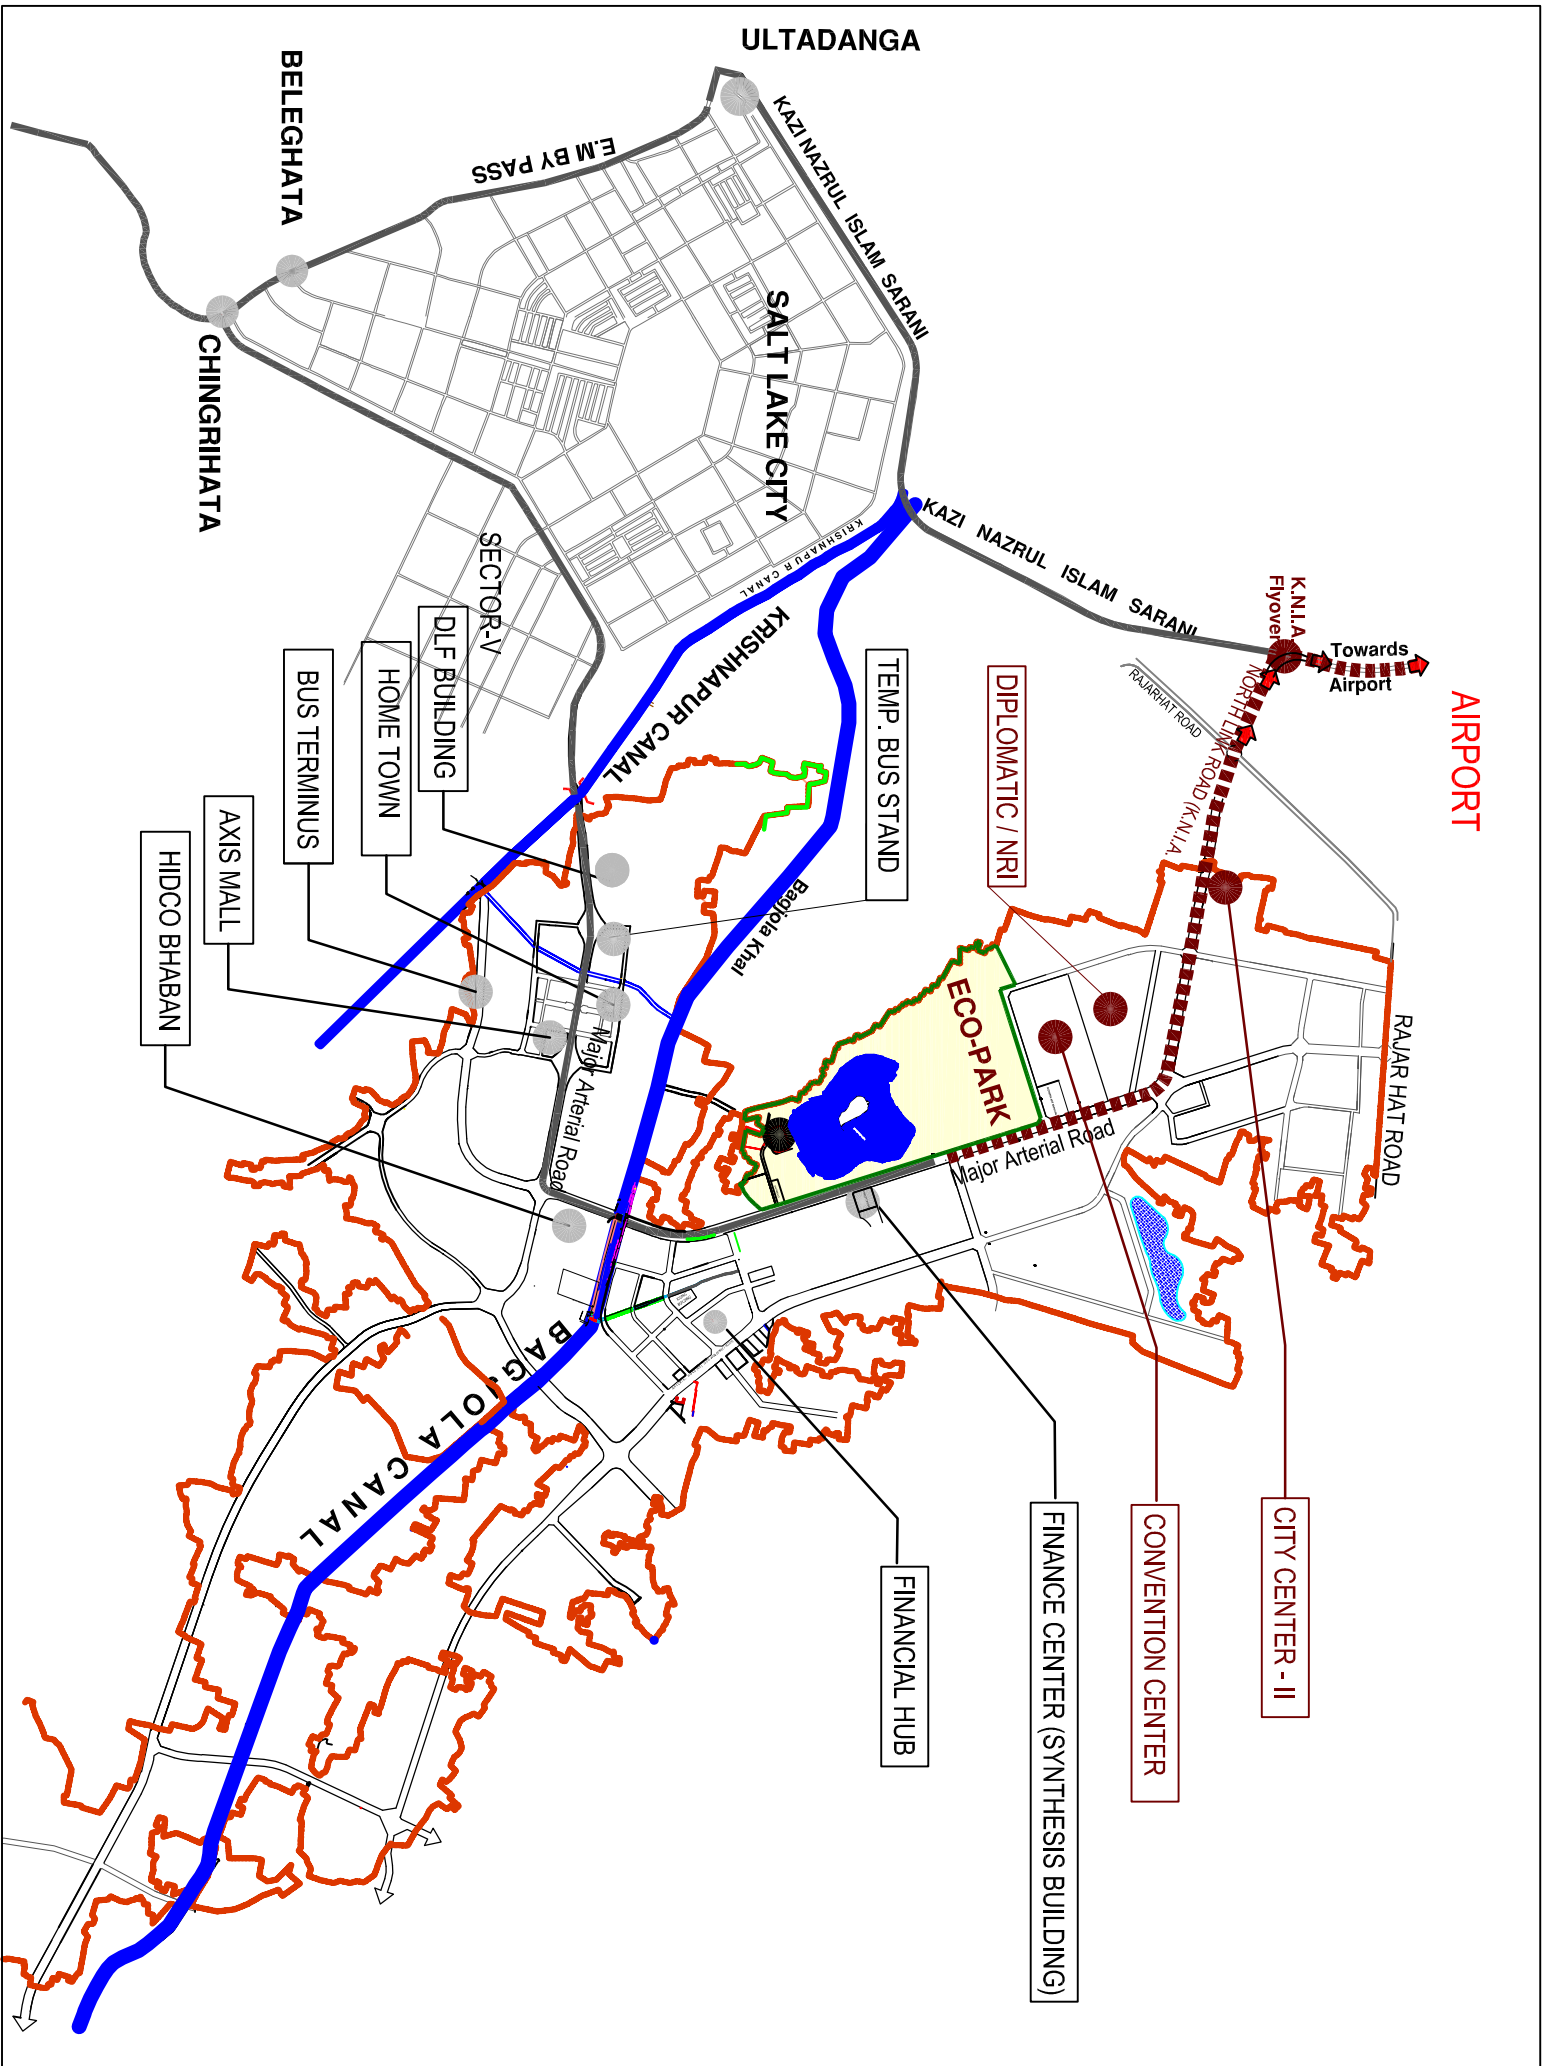 ULTADANGA
BELEGHATA
E.M BY PASS
KAZI NAZRUL ISLAM SARANI
SALT LAKE CITY
CHINGRIHATA
KRISHNAPUR CANAL
SECTOR-V
KRISHNAPUR CANAL
KAZI NAZRUL ISLAM SARANI
K.N.I.A.
Flyover
Towards
Airport
AIRPORT
RAJARHAT ROAD
NORTH LINK ROAD (K.N.I.A.
DLF BUILDING
HOME TOWN
BUS TERMINUS
AXIS MALL
HIDCO BHABAN
TEMP. BUS STAND
DIPLOMATIC / NRI
Bagjola Khal
ECO-PARK
Major Arterial Road
Major Arterial Road
RAJAR HAT ROAD
BAGJOLA CANAL
FINANCIAL HUB
FINANCE CENTER (SYNTHESIS BUILDING)
CONVENTION CENTER
CITY CENTER - II